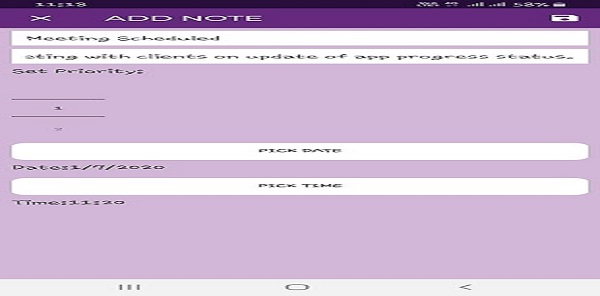 11:18
58%
ADD NOTE
Meeting Scheduled
eting with clients on update of app progress status.
Set Priority:
1
2
PICK DATE
Date:1/7/2020
PICK TIME
Time:11:20